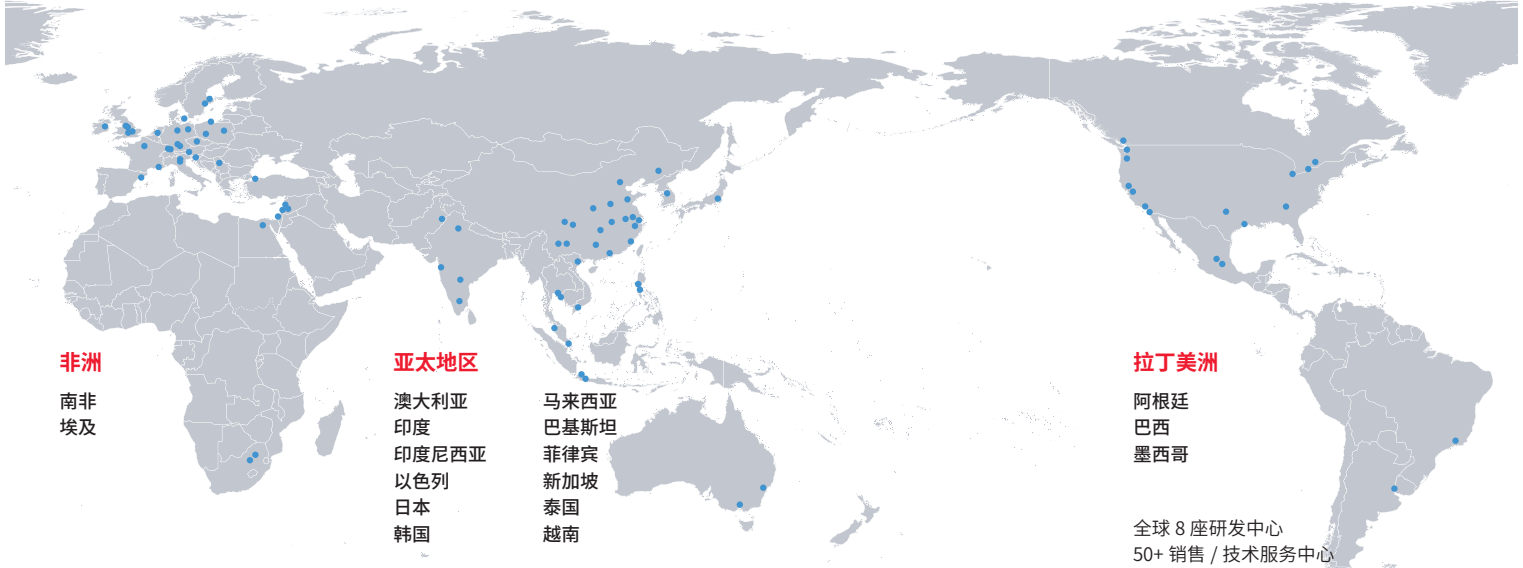 非洲
南非
埃及
亚太地区
澳大利亚
印度
印度尼西亚
以色列
日本
韩国
马来西亚
巴基斯坦
菲律宾
新加坡
泰国
越南
拉丁美洲
阿根廷
巴西
墨西哥
全球 8 座研发中心
50+ 销售 / 技术服务中心